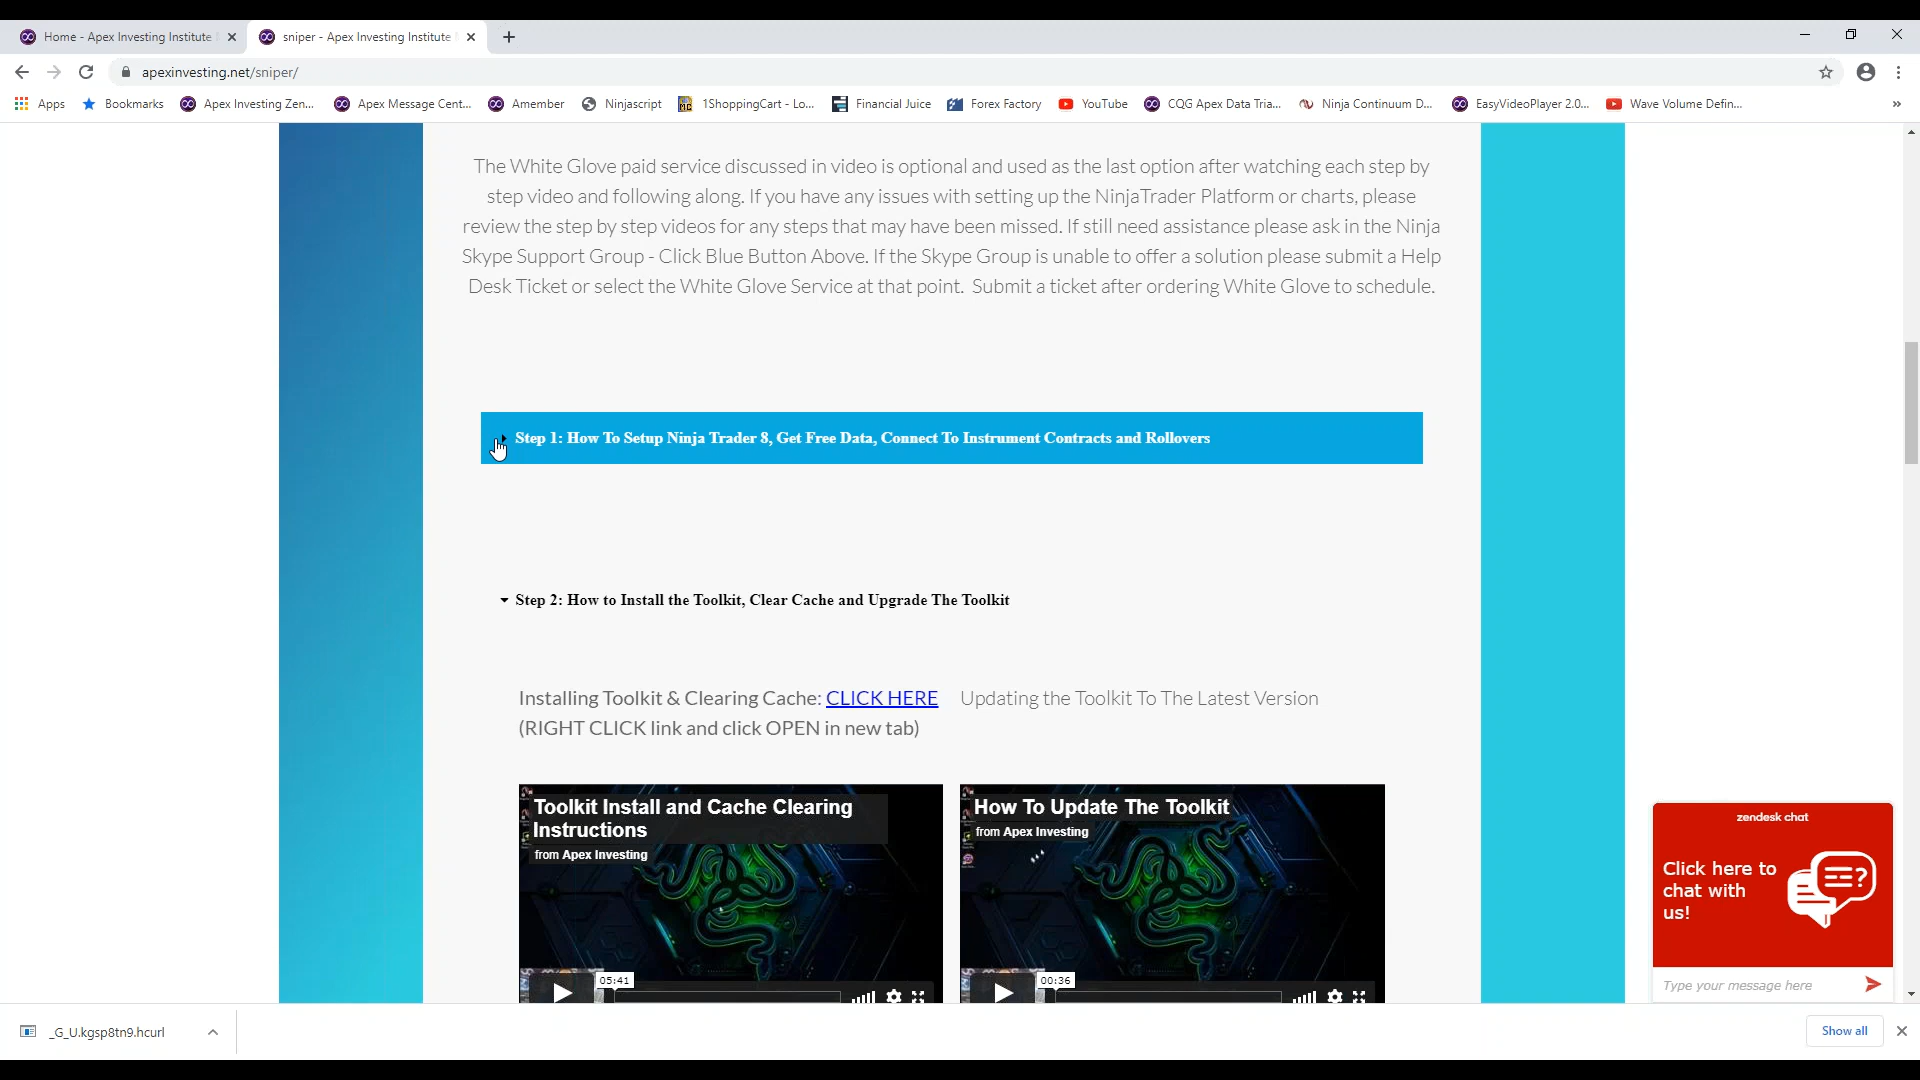 Home - Apex Investing Institute
sniper - Apex Investing Institute
apexinvesting.net/sniper/
Apps
Bookmarks
Apex Investing Zen...
Apex Message Cent...
Amember
Ninjascript
1ShoppingCart - Lo...
Financial Juice
Forex Factory
YouTube
CQG Apex Data Tria...
Ninja Continuum D...
EasyVideoPlayer 2.0...
Wave Volume Defin...
The White Glove paid service discussed in video is optional and used as the last option after watching each step by
step video and following along. If you have any issues with setting up the NinjaTrader Platform or charts, please
review the step by step videos for any steps that may have been missed. If still need assistance please ask in the Ninja
Skype Support Group - Click Blue Button Above. If the Skype Group is unable to offer a solution please submit a Help
Desk Ticket or select the White Glove Service at that point. Submit a ticket after ordering White Glove to schedule.
Step 1: How To Setup Ninja Trader 8, Get Free Data, Connect To Instrument Contracts and Rollovers
Step 2: How to Install the Toolkit, Clear Cache and Upgrade The Toolkit
Installing Toolkit & Clearing Cache: CLICK HERE
(RIGHT CLICK link and click OPEN in new tab)
Updating the Toolkit To The Latest Version
Toolkit Install and Cache Clearing
Instructions
from Apex Investing
05:41
How To Update The Toolkit
from Apex Investing
00:36
zendesk chat
Click here to
chat with
us!
Type your message here
_G_U.kgsp8tn9.hcurl
Show all